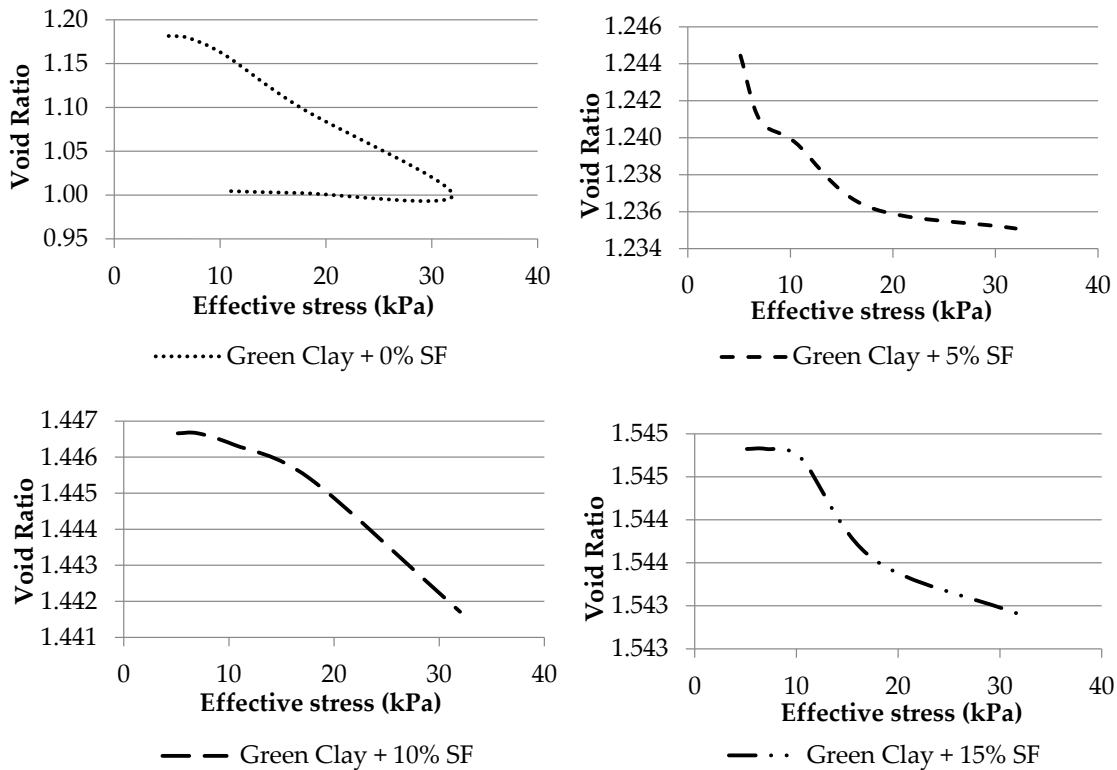 1.20
1.15
1.10
1.05
1.00
0.95
0 10 20 30 40
Void Ratio
Effective stress (kPa)
Green Clay + 0% SF
1.246
1.244
1.242
1.240
1.238
1.236
1.234
0 10 20 30 40
Void Ratio
Effective stress (kPa)
Green Clay + 5% SF
1.447
1.446
1.445
1.444
1.443
1.442
1.441
0 10 20 30 40
Void Ratio
Effective stress (kPa)
Green Clay + 10% SF
1.545
1.545
1.544
1.544
1.543
1.543
0 10 20 30 40
Void Ratio
Effective stress (kPa)
Green Clay + 15% SF